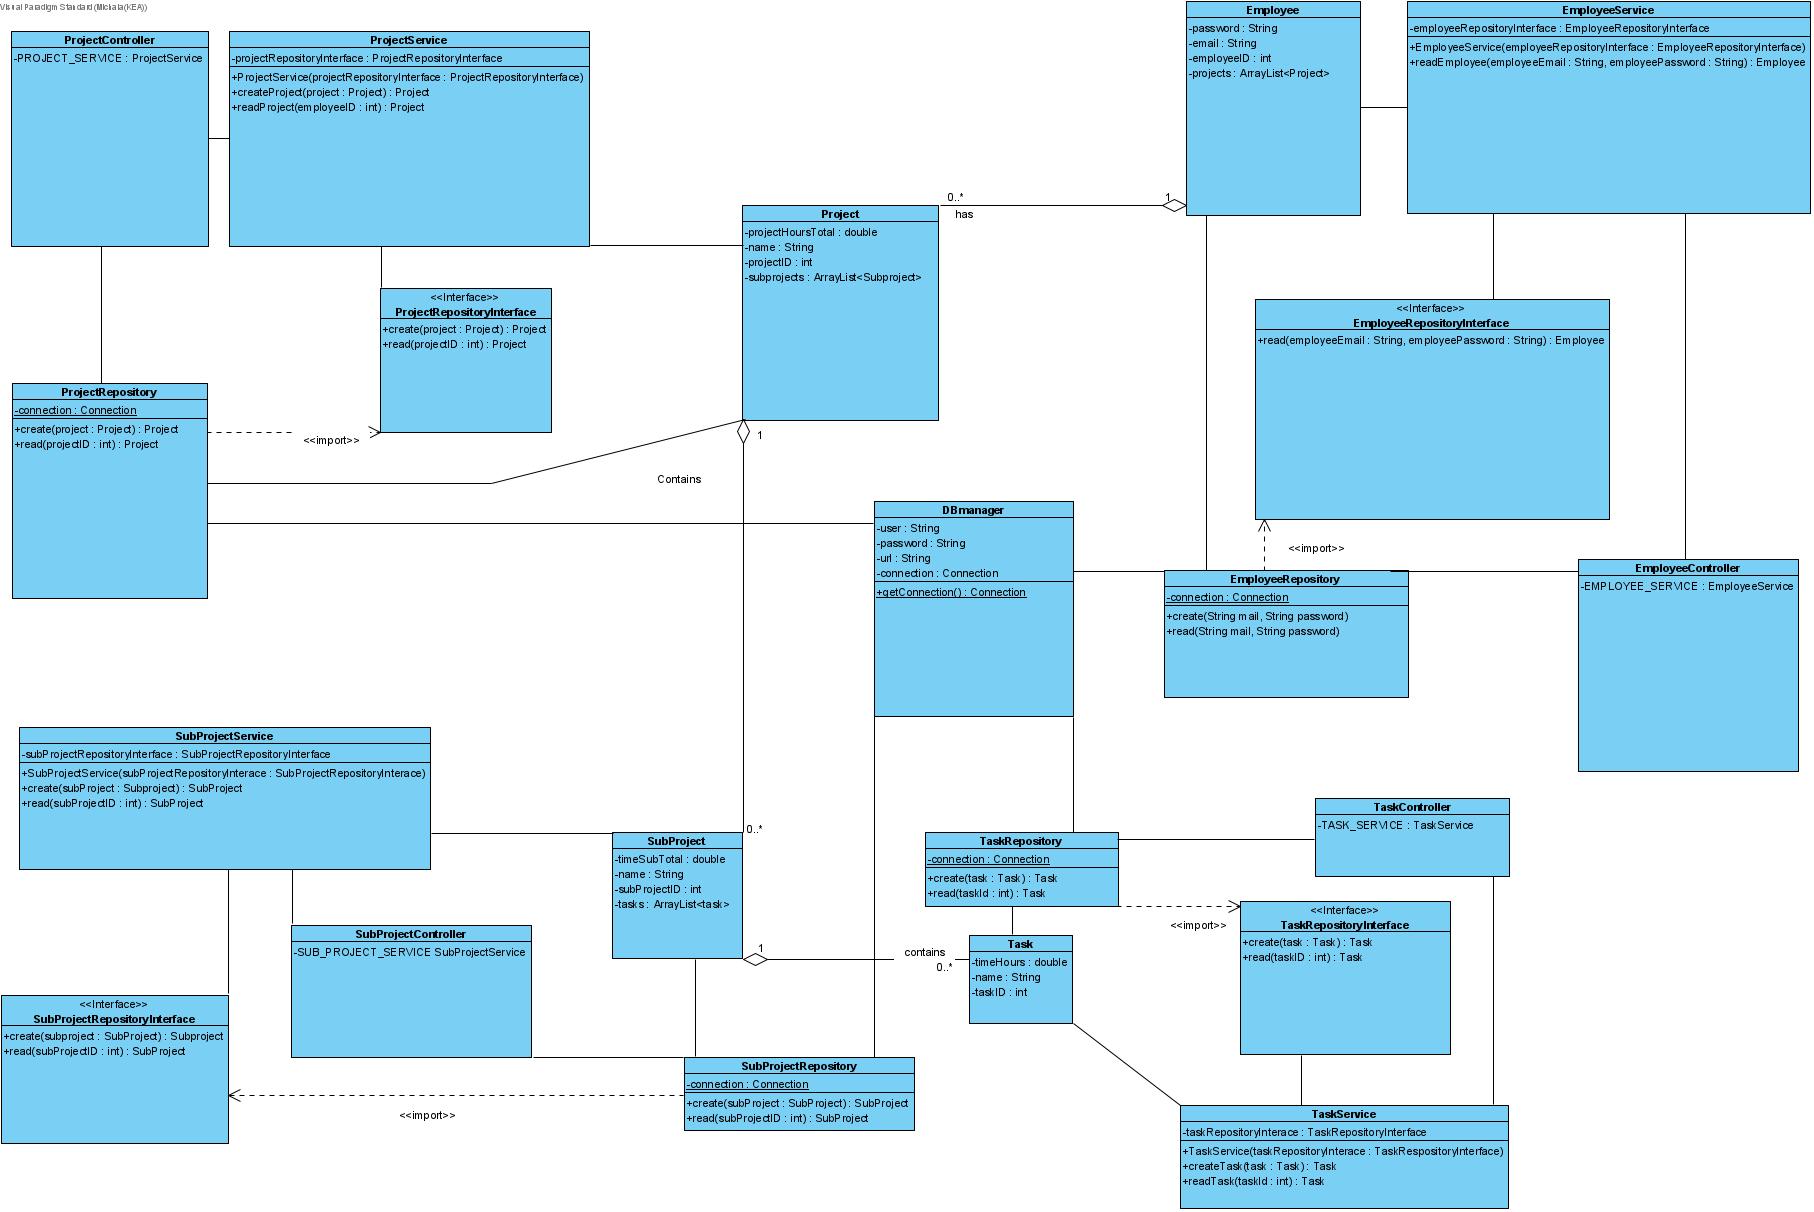 Visual Paradigm Standard (Michala(KEA))
ProjectController
-PROJECT_SERVICE : ProjectService
ProjectService
-projectRepositoryInterface : ProjectRepositoryInterface
+ProjectService(projectRepositoryInterface : ProjectRepositoryInterface)
+createProject(project : Project) : Project
+readProject(employeeID : int) : Project
Employee
-password : String
-email : String
-employeeID : int
-projects : ArrayList<Project>
EmployeeService
-employeeRepositoryInterface : EmployeeRepositoryInterface
+EmployeeService(employeeRepositoryInterface : EmployeeRepositoryInterface)
+readEmployee(employeeEmail : String, employeePassword : String) : Employee
0..*
has
1
Project
-projectHoursTotal : double
-name : String
-projectID : int
-subprojects : ArrayList<Subproject>
<<Interface>>
ProjectRepositoryInterface
+create(project : Project) : Project
+read(projectID : int) : Project
<<Interface>>
EmployeeRepositoryInterface
+read(employeeEmail : String, employeePassword : String) : Employee
ProjectRepository
-connection : Connection
+create(project : Project) : Project
+read(projectID : int) : Project
<<import>>
1
Contains
DBmanager
-user : String
-password : String
-url : String
-connection : Connection
+getConnection() : Connection
<<import>>
EmployeeRepository
-connection : Connection
+create(String mail, String password)
+read(String mail, String password)
EmployeeController
-EMPLOYEE_SERVICE : EmployeeService
SubProjectService
-subProjectRepositoryInterface : SubProjectRepositoryInterface
+SubProjectService(subProjectRepositoryInterace : SubProjectRepositoryInterace)
+create(subProject : Subproject) : SubProject
+read(subProjectID : int) : SubProject
0..*
SubProject
-timeSubTotal : double
-name : String
-subProjectID : int
-tasks : ArrayList<task>
TaskRepository
-connection : Connection
+create(task : Task) : Task
+read(taskId : int) : Task
TaskController
-TASK_SERVICE : TaskService
<<import>>
<<Interface>>
TaskRepositoryInterface
+create(task : Task) : Task
+read(taskID : int) : Task
SubProjectController
-SUB_PROJECT_SERVICE SubProjectService
1
contains
0..*
Task
-timeHours : double
-name : String
-taskID : int
<<Interface>>
SubProjectRepositoryInterface
+create(subproject : SubProject) : Subproject
+read(subProjectID : int) : SubProject
<<import>>
SubProjectRepository
-connection : Connection
+create(subProject : SubProject) : SubProject
+read(subProjectID : int) : SubProject
TaskService
-taskRepositoryInterace : TaskRepositoryInterface
+TaskService(taskRepositoryInterace : TaskRespositoryInterface)
+createTask(task : Task) : Task
+readTask(taskId : int) : Task